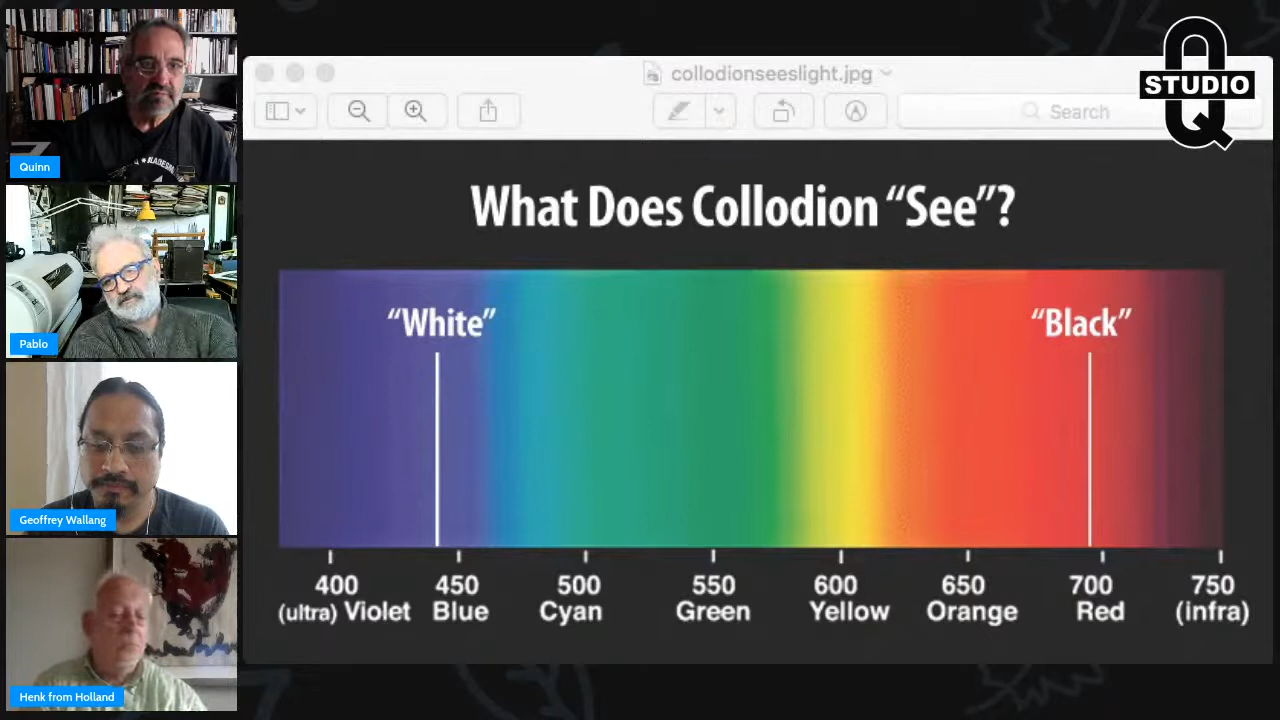 Quinn
Pablo
Geoffrey Wallang
Henk from Holland
collodionseeslight.jpg
Search
STUDIO
Q
What Does Collodion “See”?
“White”
“Black”
400 450 500 550 600 650 700 750
(ultra) Violet Blue Cyan Green Yellow Orange Red (infra)